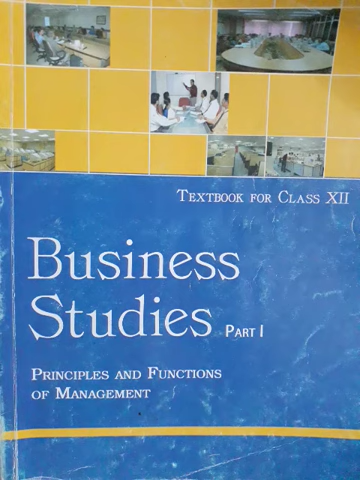 Textbook for Class XII
Business
Studies Part I
Principles and Functions
of Management